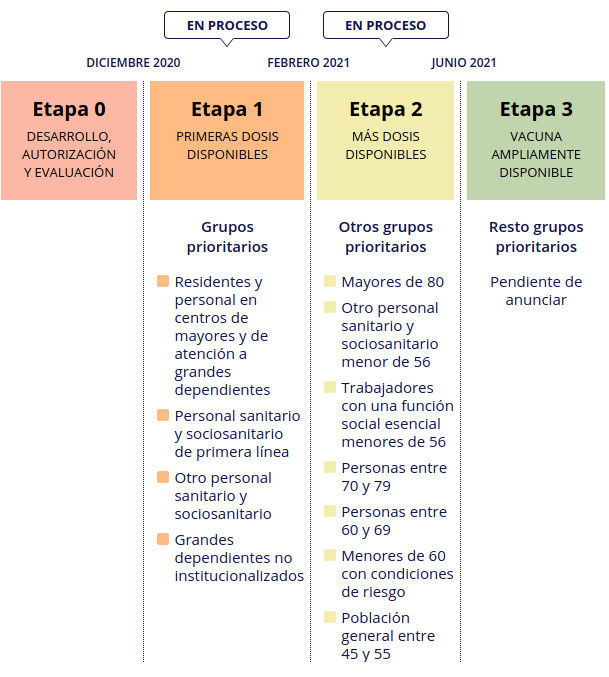 EN PROCESO
EN PROCESO
DICIEMBRE 2020
FEBRERO 2021
JUNIO 2021
Etapa 0
DESARROLLO,
AUTORIZACIÓN
Y EVALUACIÓN
Etapa 1
PRIMERAS DOSIS
DISPONIBLES
Grupos
prioritarios
Residentes y
personal en
centros de
mayores y de
atención a
grandes
dependientes
Personal sanitario
y sociosanitario
de primera línea
Otro personal
sanitario y
sociosanitario
Grandes
dependientes no
institucionalizados
Etapa 2
MÁS DOSIS
DISPONIBLES
Otros grupos
prioritarios
Mayores de 80
Otro personal
sanitario y
sociosanitario
menor de 56
Trabajadores
con una función
social esencial
menores de 56
Personas entre
70 y 79
Personas entre
60 y 69
Menores de 60
con condiciones
de riesgo
Población
general entre
45 y 55
Etapa 3
VACUNA
AMPLIAMENTE
DISPONIBLE
Resto grupos
prioritarios
Pendiente de
anunciar